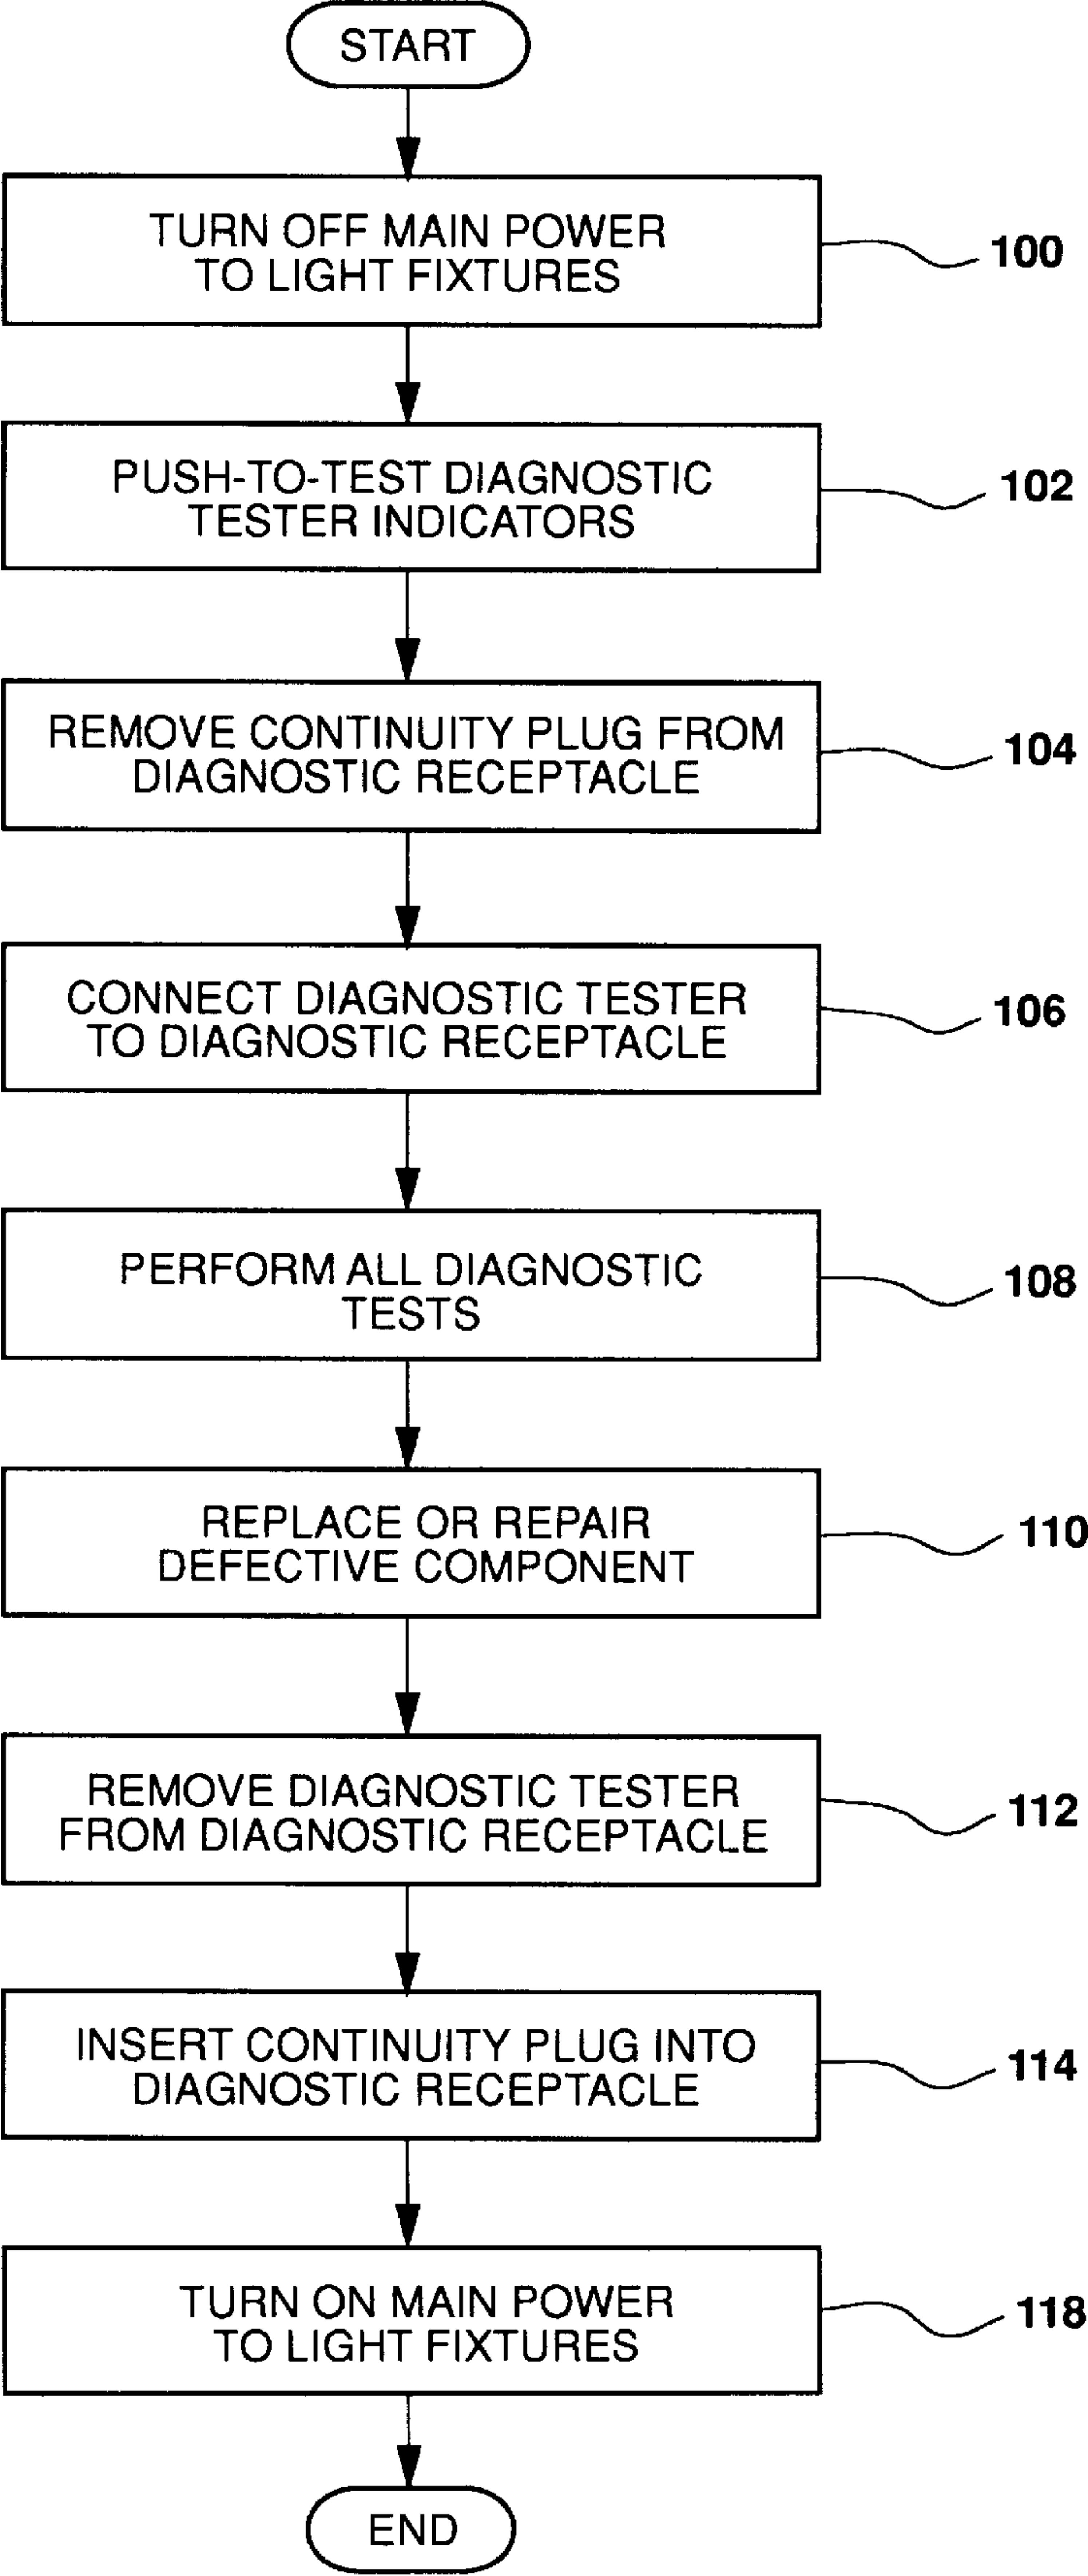 START
TURN OFF MAIN POWER
TO LIGHT FIXTURES
100
PUSH-TO-TEST DIAGNOSTIC
TESTER INDICATORS
102
REMOVE CONTINUITY PLUG FROM
DIAGNOSTIC RECEPTACLE
104
CONNECT DIAGNOSTIC TESTER
TO DIAGNOSTIC RECEPTACLE
106
PERFORM ALL DIAGNOSTIC
TESTS
108
REPLACE OR REPAIR
DEFECTIVE COMPONENT
110
REMOVE DIAGNOSTIC TESTER
FROM DIAGNOSTIC RECEPTACLE
112
INSERT CONTINUITY PLUG INTO
DIAGNOSTIC RECEPTACLE
114
TURN ON MAIN POWER
TO LIGHT FIXTURES
118
END